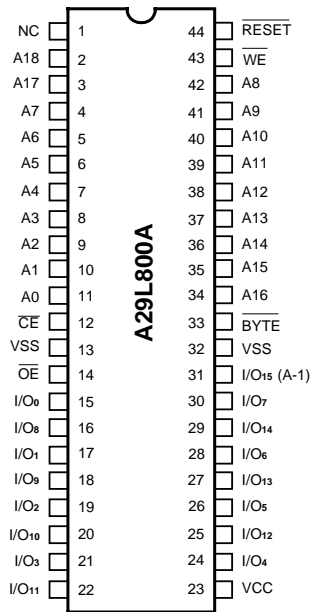 NC 1 44 RESET
A18 2 43 WE
A17 3 42 A8
A7 4 41 A9
A6 5 40 A10
A5 6 39 A11
A4 7 38 A12
A3 8 37 A13
A2 9 36 A14
A1 10 35 A15
A0 11 34 A16
CE 12 33 BYTE
VSS 13 32 VSS
OE 14 31 I/O15 (A-1)
I/O0 15 30 I/O7
I/O8 16 29 I/O14
I/O1 17 28 I/O6
I/O9 18 27 I/O13
I/O2 19 26 I/O5
I/O10 20 25 I/O12
I/O3 21 24 I/O4
I/O11 22 23 VCC
A29L800A